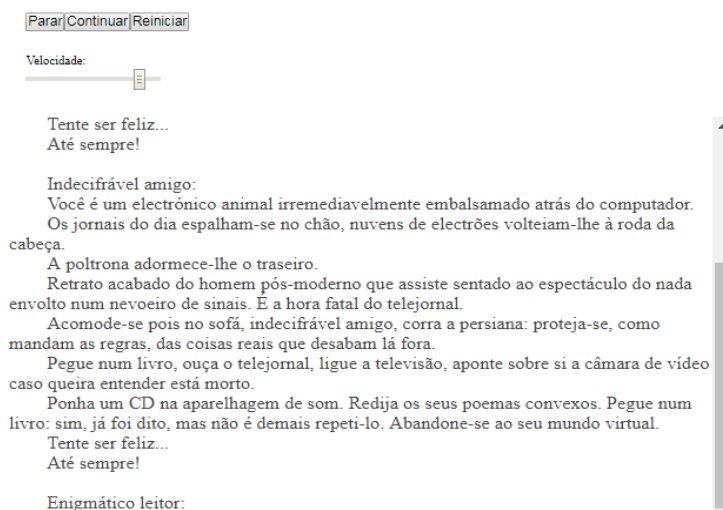 Parar Continuar Reiniciar
Velocidade:
Tente ser feliz...
Até sempre!
Indecifrável amigo:
Você é um electrónico animal irremediavelmente embalsamado atrás do computador.
Os jornais do dia espalham-se no chão, nuvens de electrões volteiam-lhe à roda da
cabeça.
A poltrona adormece-lhe o traseiro.
Retrato acabado do homem pós-moderno que assiste sentado ao espectáculo do nada
envolto num nevoeiro de sinais. É a hora fatal do telejornal.
Acomode-se pois no sofá, indecifrável amigo, corra a persiana: proteja-se, como
mandam as regras, das coisas reais que desabam lá fora.
Pegue num livro, ouça o telejornal, ligue a televisão, aponte sobre si a câmara de vídeo
caso queira entender está morto.
Ponha um CD na aparelhagem de som. Redija os seus poemas convexos. Pegue num
livro: sim, já foi dito, mas não é demais repeti-lo. Abandone-se ao seu mundo virtual.
Tente ser feliz...
Até sempre!
Enigmático leitor: